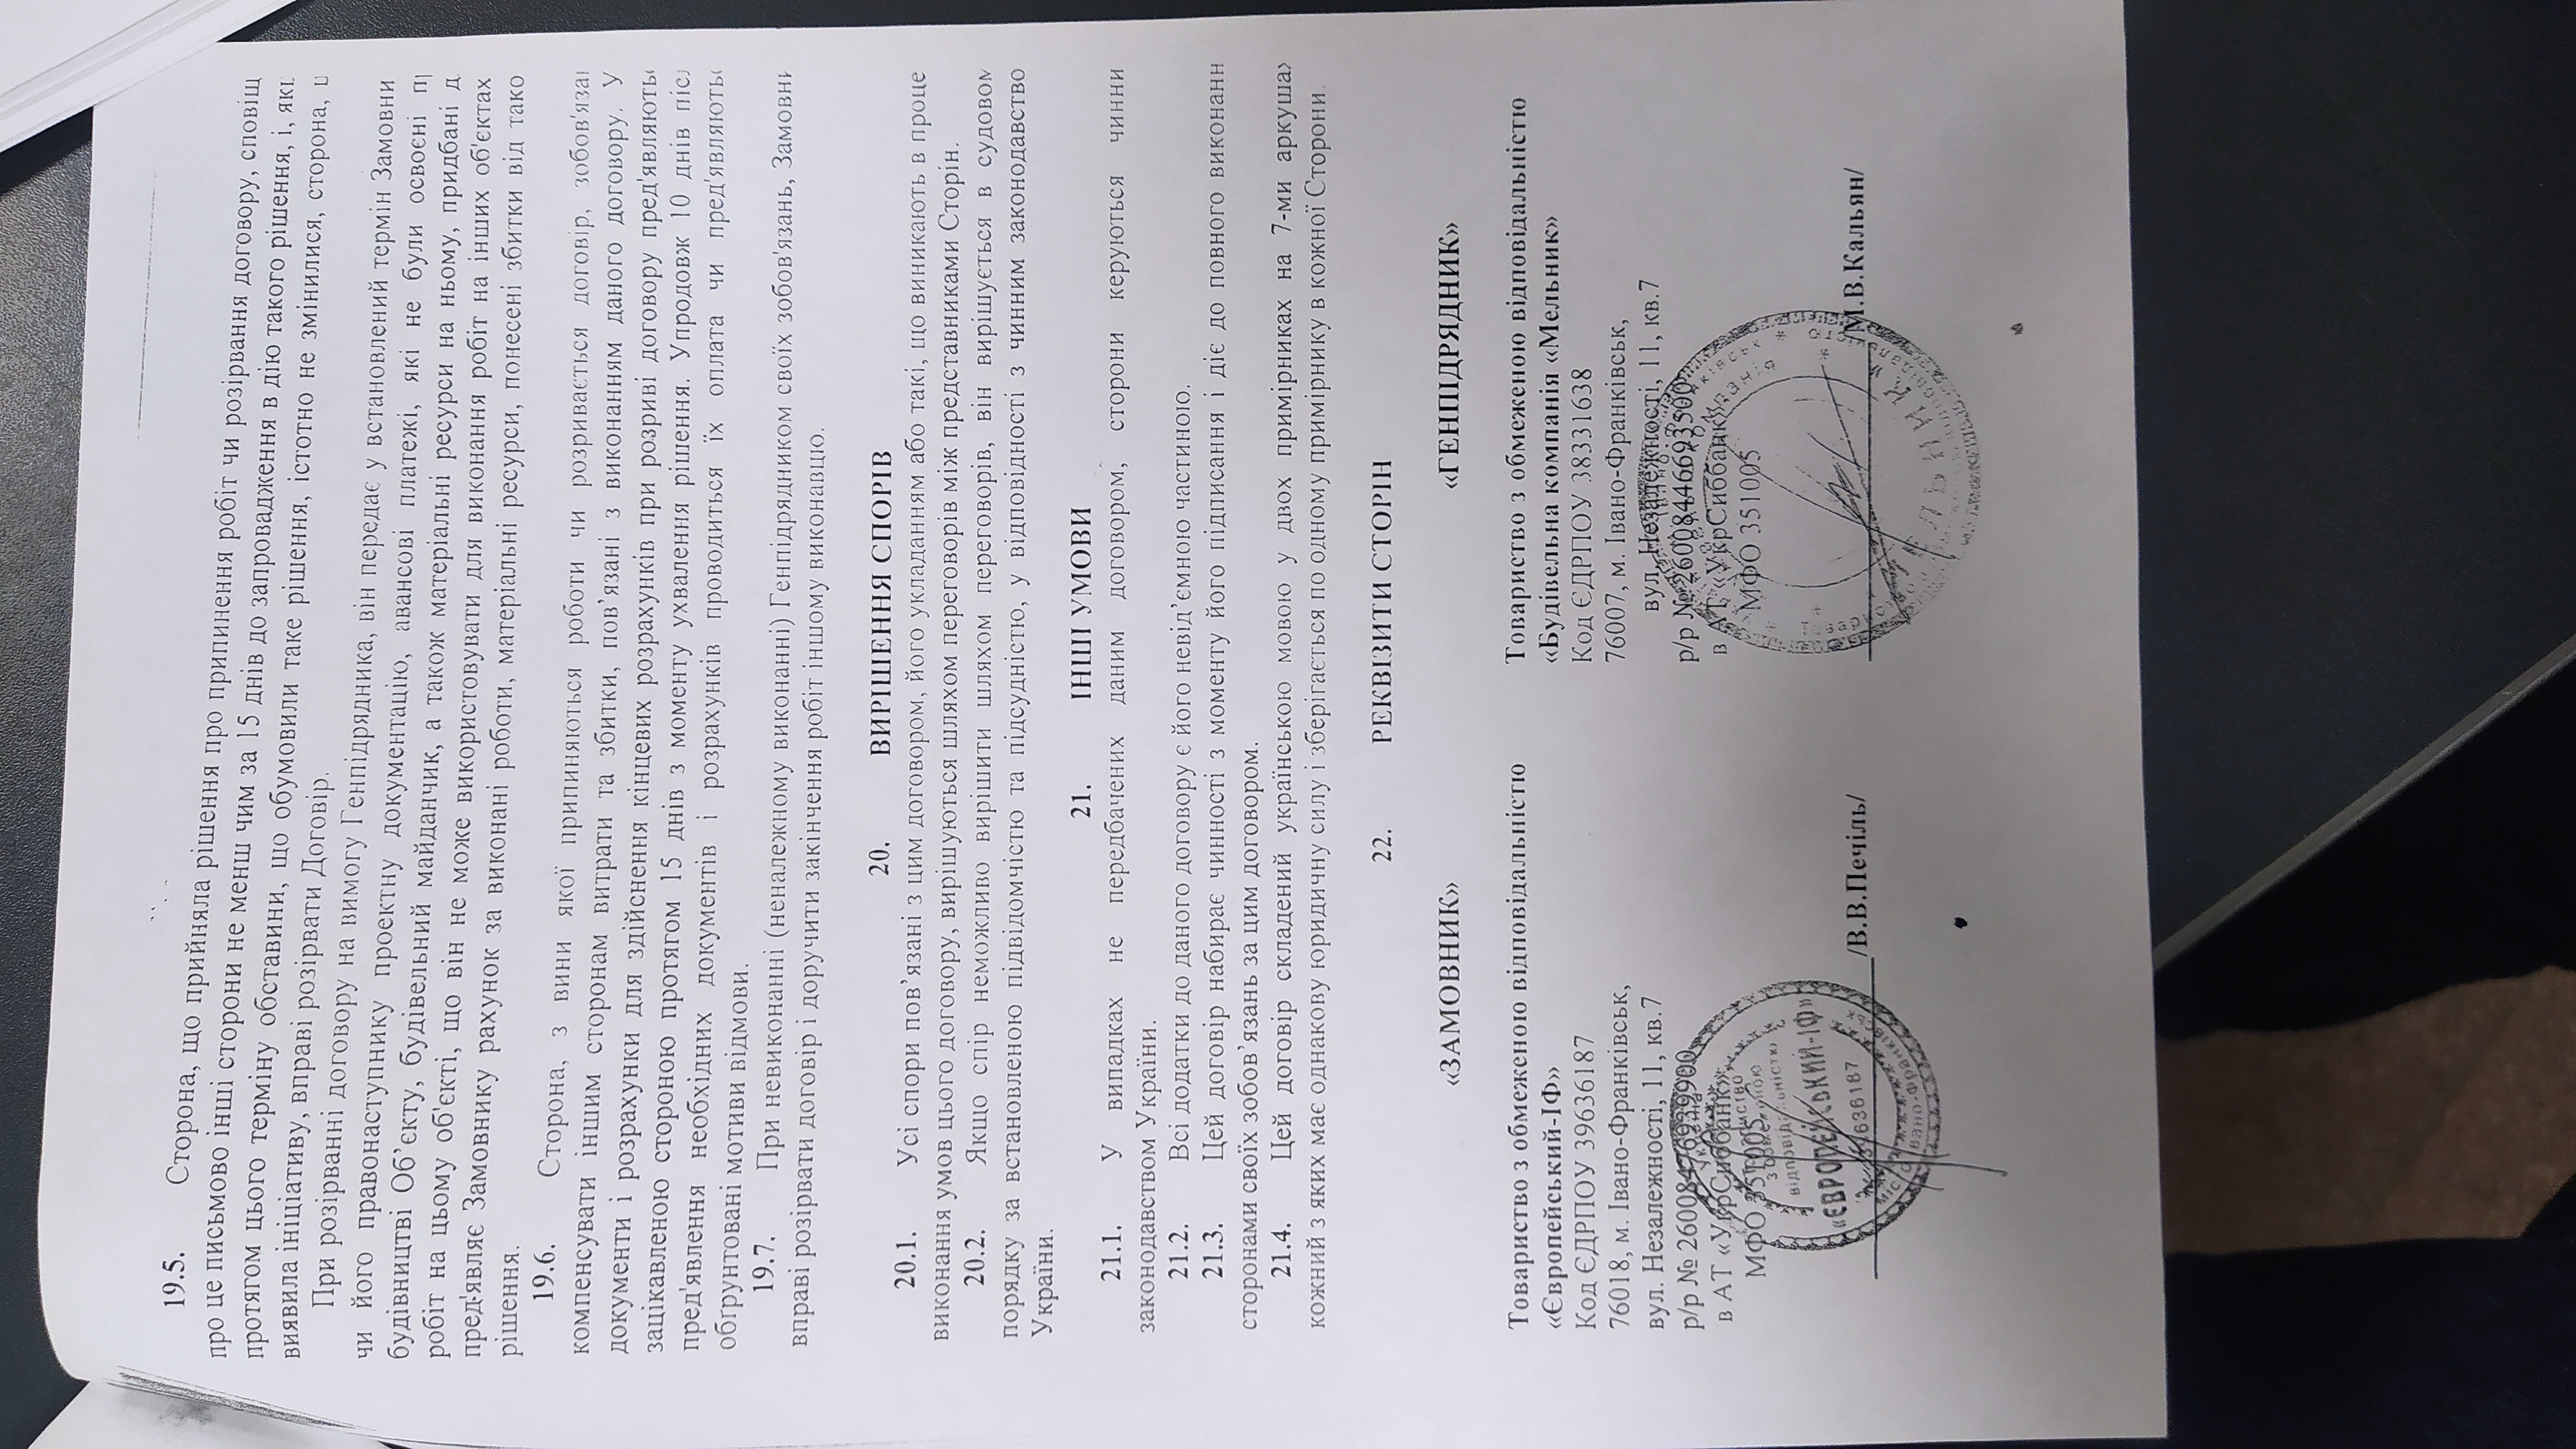 19.5. Сторона, що прийняла рішення про припинення робіт чи розірвання договору, сповіщ
про це письмово інші сторони не менш чим за 15 днів до запровадження в дію такого рішення, і,
протягом цього терміну обставини, що обумовили таке рішення, істотно не змінилися, сторона,
виявила ініціативу, вправі розірвати Договір.
При розірванні договору на вимогу Генпідрядника, він передає у встановлений термін Замовни
чи його правонаступнику проектну документацію, авансові платежі, які не були освоєні
будівництві Об’єкту, будівельний майданчик, а також матеріальні ресурси на ньому, придбані д
робіт на цьому об'єкті, що він не може використовувати для виконання робіт на інших об'єктах
пред'являє Замовнику рахунок за виконані роботи, матеріальні ресурси, понесені збитки від тако
рішення.
19.6. Сторона, з вини якої припиняються роботи чи розривається договір, зобов'яза
компенсувати іншим сторонам витрати та збитки, пов’язані з виконанням даного договору. У
документи і розрахунки для здійснення кінцевих розрахунків при розриві договору пред'являють
зацікавленою стороною протягом 15 днів з моменту ухвалення рішення. Упродовж 10 днів піс
пред'явлення необхідних документів і розрахунків проводиться їх оплата чи пред'являють
обґрунтовані мотиви відмови.
19.7. При невиконанні (неналежному виконанні) Генпідрядником своїх зобов'язань, Замовн
вправі розірвати договір і доручити закінчення робіт іншому виконавцю.
20. ВИРІШЕННЯ СПОРІВ
20.1. Усі спори пов’язані з цим договором, його укладанням або такі, що виникають в проце
виконання умов цього договору, вирішуються шляхом переговорів між представниками Сторін.
20.2. Якщо спір неможливо вирішити шляхом переговорів, він вирішується в судовом
порядку за встановленою підвідомчістю та підсудністю, у відповідності з чинним законодавство
України.
21. ІНШІ УМОВИ
21.1. У випадках не передбачених даним договором, сторони керуються чинни
законодавством України.
21.2. Всі додатки до даного договору є його невід’ємною частиною.
21.3. Цей договір набирає чинності з моменту його підписання і діє до повного виконанн
сторонами своїх зобов’язань за цим договором.
21.4. Цей договір складений українською мовою у двох примірниках на 7-ми аркуша
кожний з яких має однакову юридичну силу і зберігається по одному примірнику в кожної Сторони
22. РЕКВІЗИТИ СТОРІН
«ЗАМОВНИК» «ГЕНПІДРЯДНИК»
Товариство з обмеженою відповідальністю
«Європейський-ІФ»
Код ЄДРПОУ 39636187
76018, м. Івано-Франківськ,
вул. Незалежності, 11, кв.7
р/р № 26008476939900
в АТ «УкрСиббанк»,
МФО 351005
/В.В.Печіль/
Товариство з обмеженою відповідальністю
«Будівельна компанія «Мельник»
Код ЄДРПОУ 38331638
76007, м. Івано-Франківськ,
вул. Незалежності, 11, кв.7
р/р № 26008446693500
в АТ «УкрСиббанк»
МФО 351005
/М.В.Кальян/
Україна
відповідальністю
«ЄВРОПЕЙСЬКИЙ-ІФ»
39636187
місто Івано-Франківськ